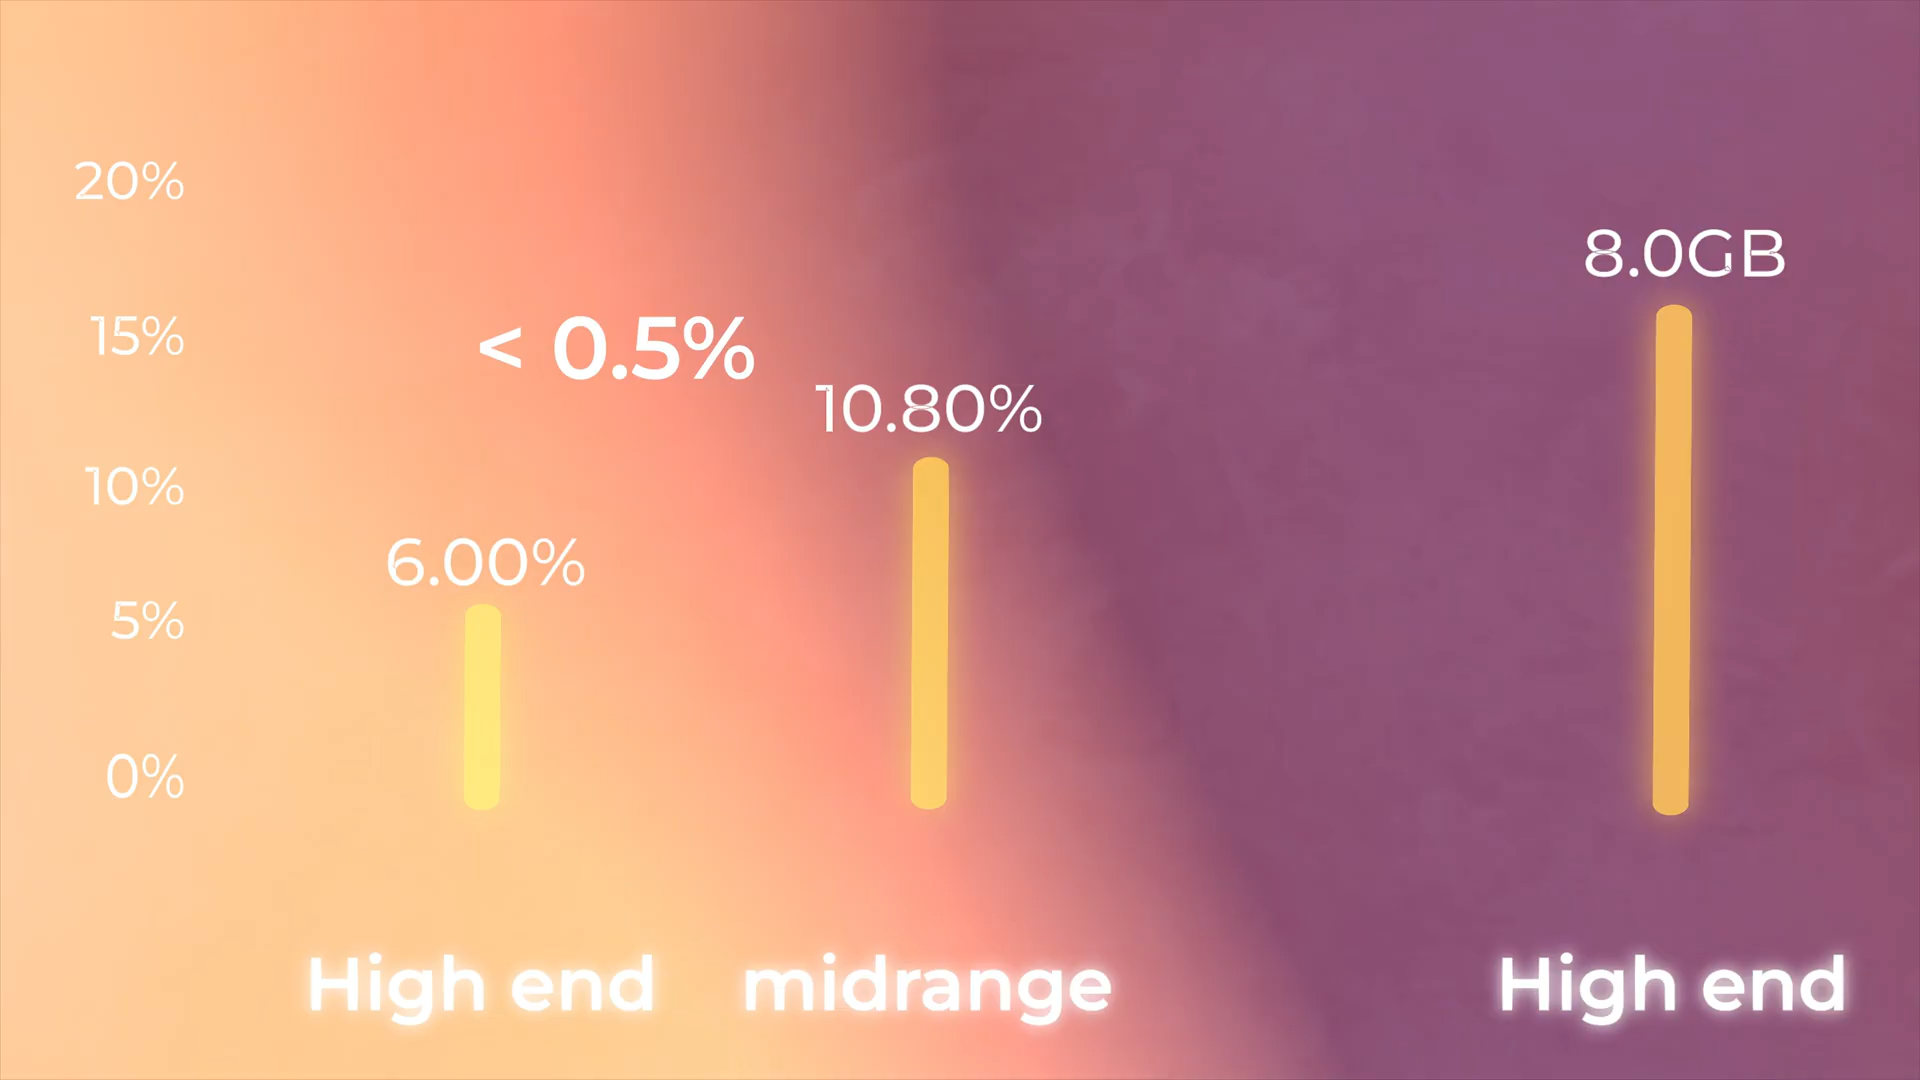 20%
15%
10%
5%
0%
< 0.5%
6.00%
10.80%
8.0GB
High end
midrange
High end